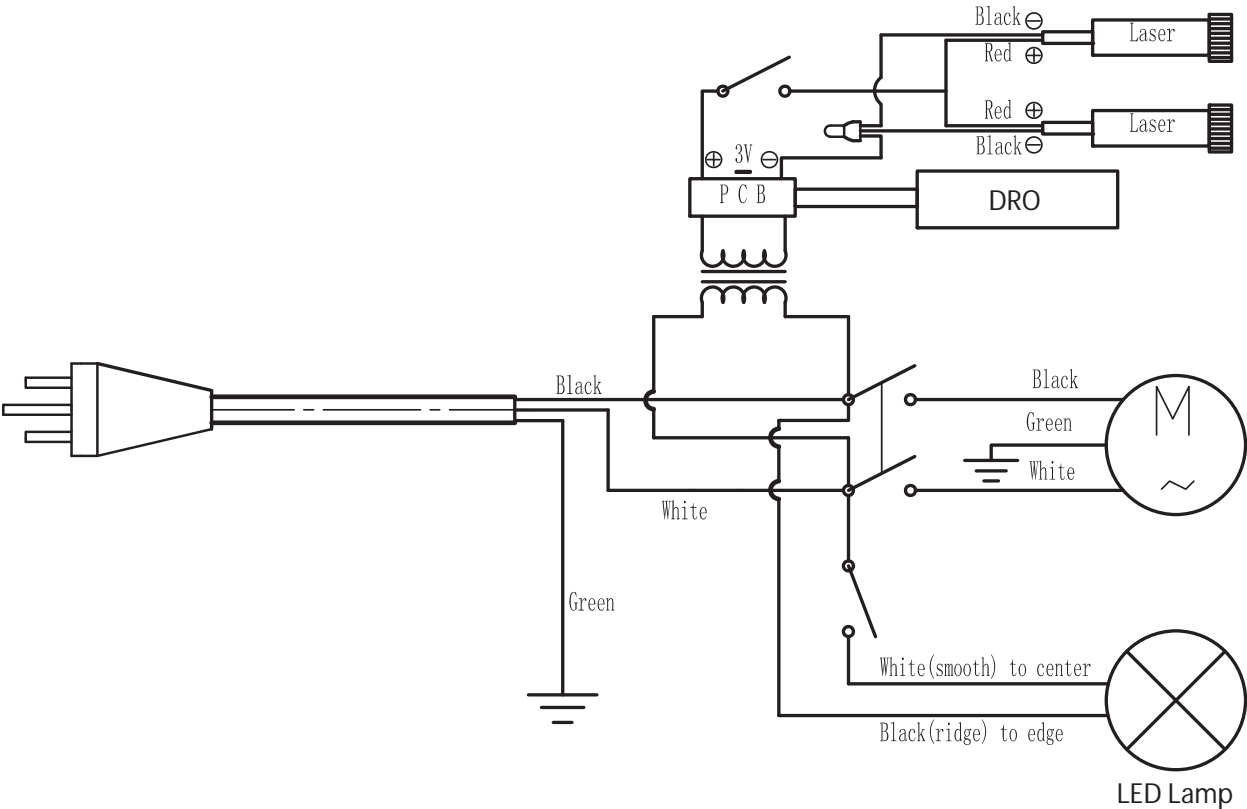 Black ⊖
Laser
Red ⊕
Red ⊕
Laser
Black ⊖
⊕ 3V ⊖
P C B
DRO
Black
Black
M
Green
White
~
White
Green
White(smooth) to center
Black(ridge) to edge
LED Lamp